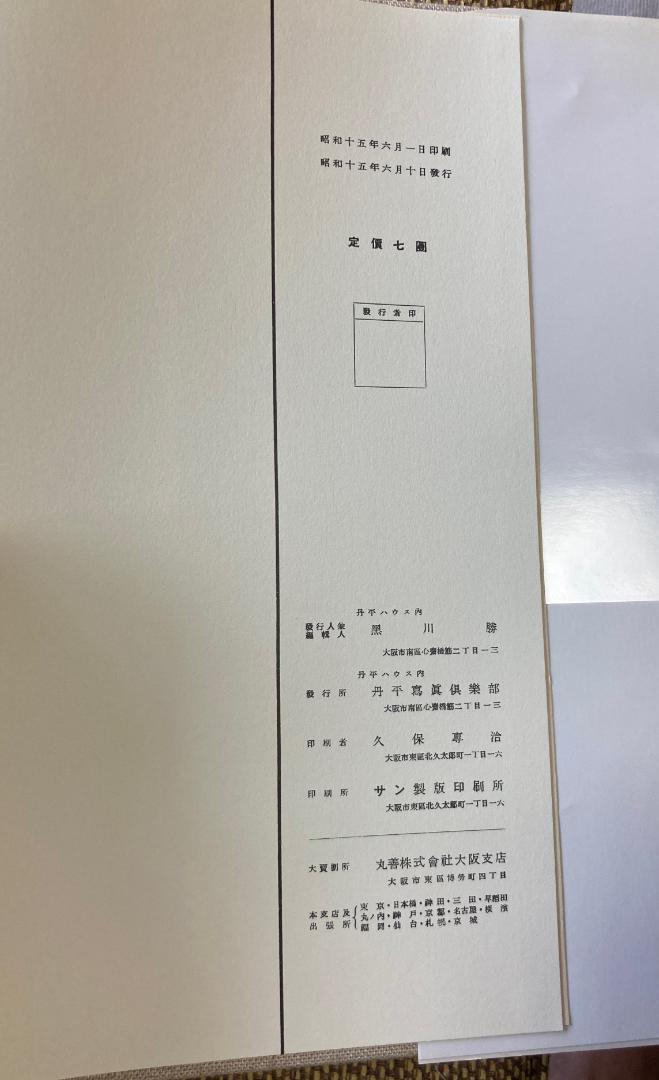 昭和十五年六月一日印刷
昭和十五年六月十日發行
定價七圓
發行者印
丹平ハウス內
發行人兼
編輯人 黑川勝
大阪市南區心齋橋筋二丁目一三
丹平ハウス內
發行所 丹平寫眞俱樂部
大阪市南區心齋橋筋二丁目一三
印刷者 久保專治
大阪市東區北久太郎町一丁目一六
印刷所 サン製版印刷所
大阪市東區北久太郎町一丁目一六
大賣捌所 丸善株式會社大阪支店
大阪市東區博勞町四丁目
本支店及
出張所
東京・日本橋・神田・三田・早稻田
丸ノ內・神戶・京都・名古屋・橫濱
福岡・仙台・札幌・京城